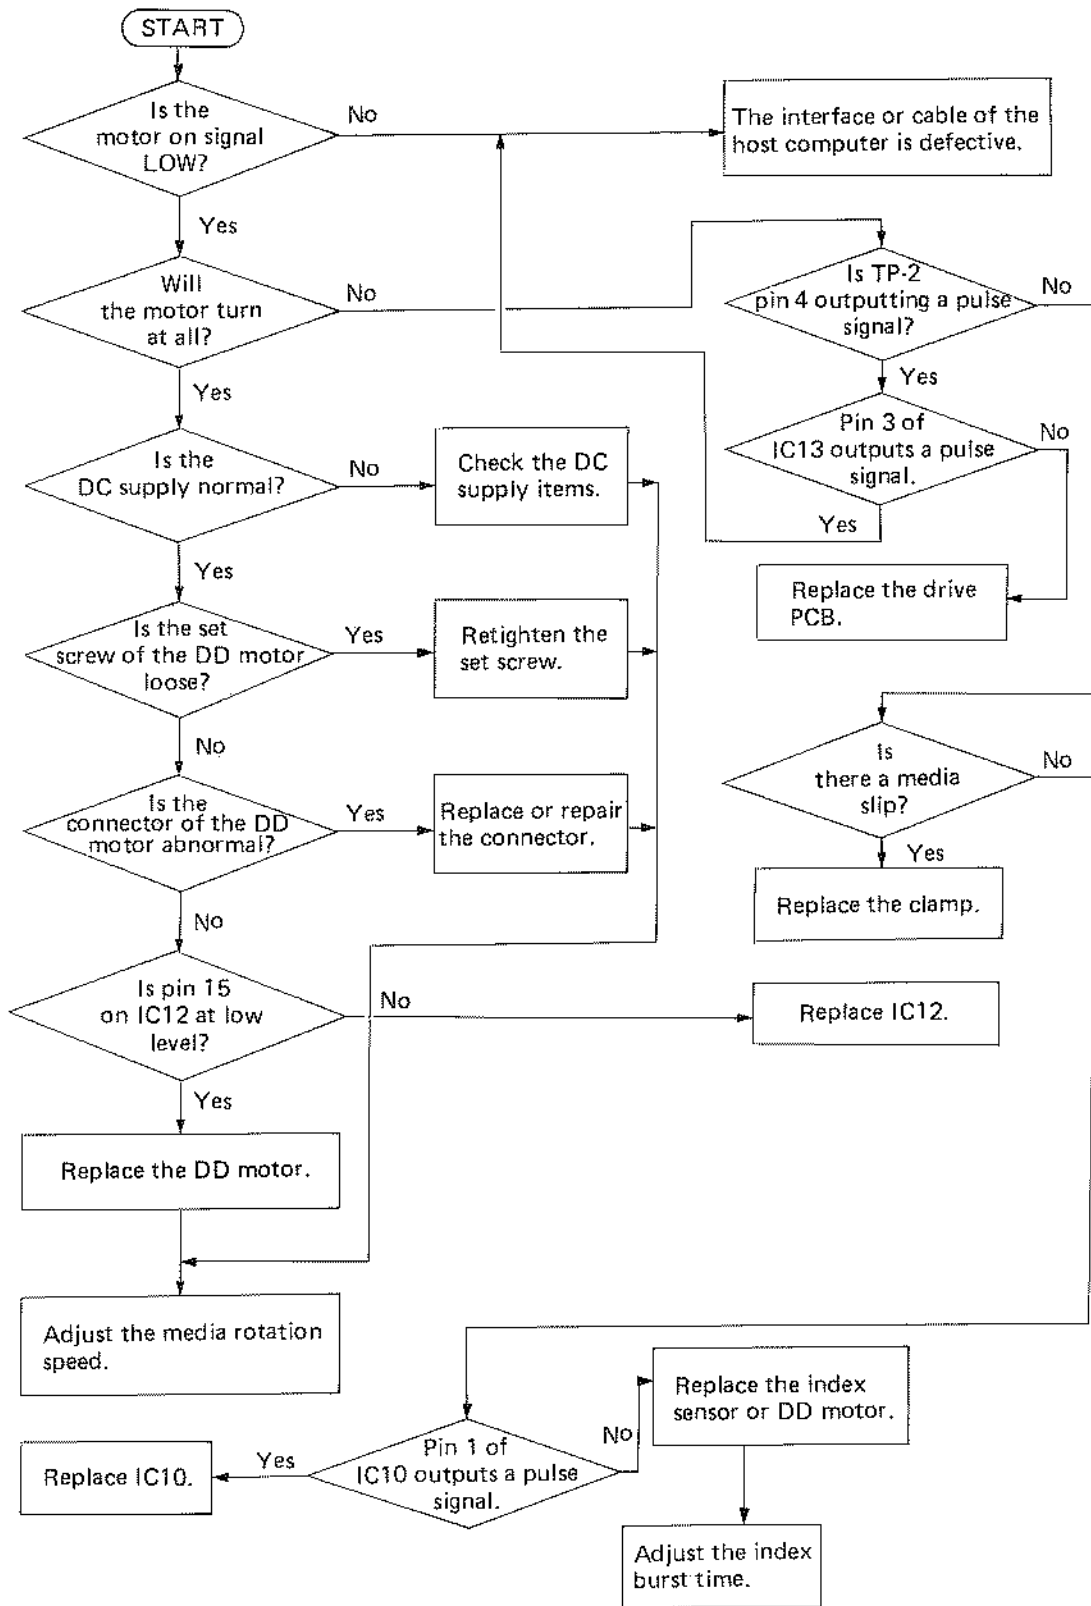 START
Is the
motor on signal
LOW?
No
The interface or cable of the
host computer is defective.
Yes
Will
the motor turn
at all?
No
Is TP-2
pin 4 outputting a pulse
signal?
No
Yes
Yes
Pin 3 of
IC13 outputs a pulse
signal.
No
Yes
Is the
DC supply normal?
No
Check the DC
supply items.
Yes
Replace the drive
PCB.
Is the set
screw of the DD motor
loose?
Yes
Retighten the
set screw.
No
Is
there a media
slip?
No
Yes
Is the
connector of the DD
motor abnormal?
Yes
Replace or repair
the connector.
Replace the clamp.
No
Is pin 15
on IC12 at low
level?
No
Replace IC12.
Yes
Replace the DD motor.
Adjust the media rotation
speed.
Replace the index
sensor or DD motor.
No
Pin 1 of
IC10 outputs a pulse
signal.
Yes
Replace IC10.
Adjust the index
burst time.